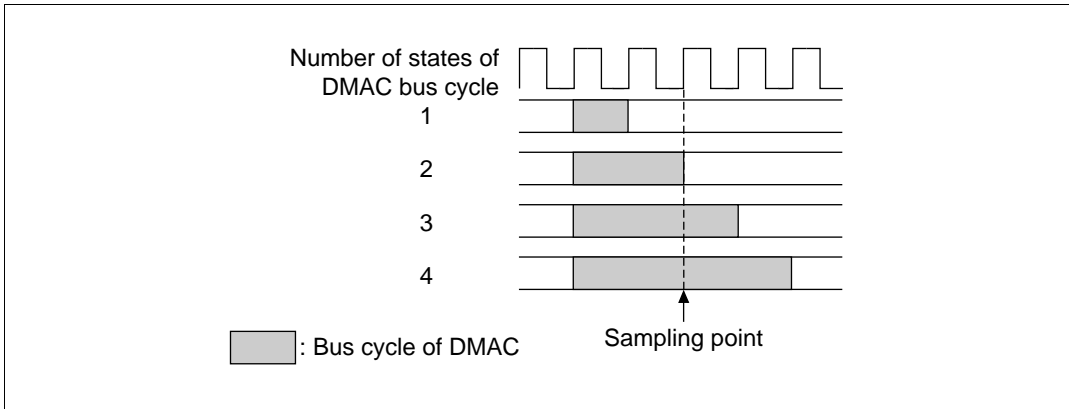 Number of states of
DMAC bus cycle
1
2
3
4
Sampling point
: Bus cycle of DMAC